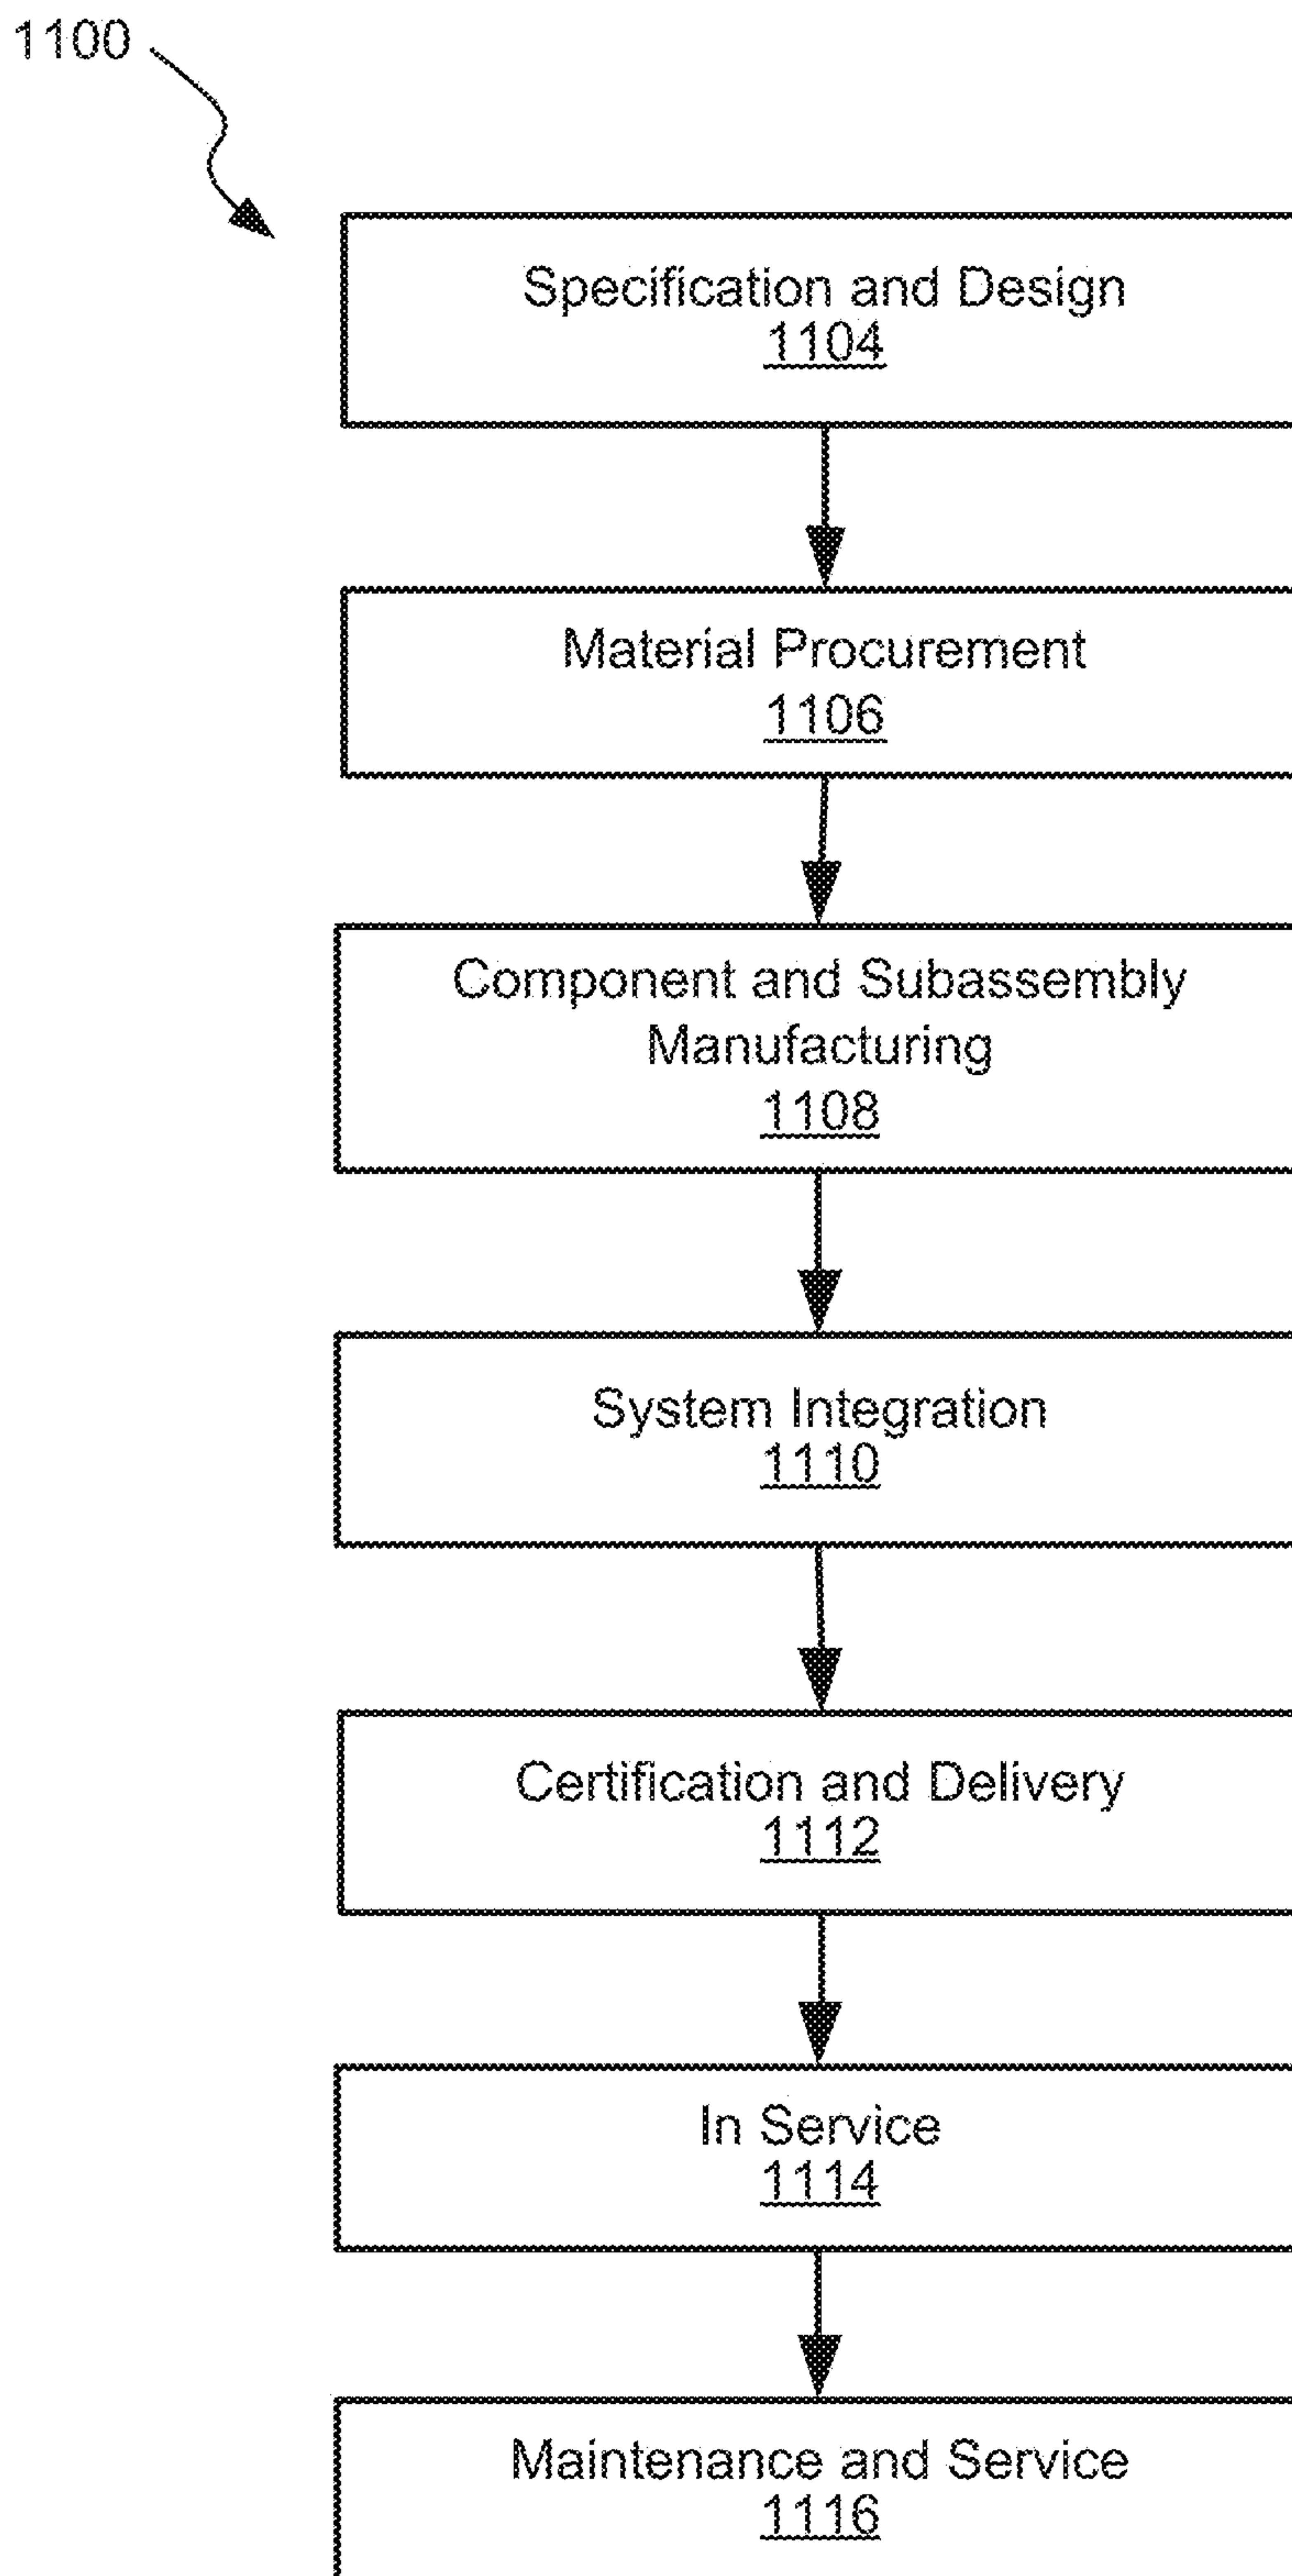 1100
Specification and Design
1104
Material Procurement
1106
Component and Subassembly
Manufacturing
1108
System Integration
1110
Certification and Delivery
1112
In Service
1114
Maintenance and Service
1116